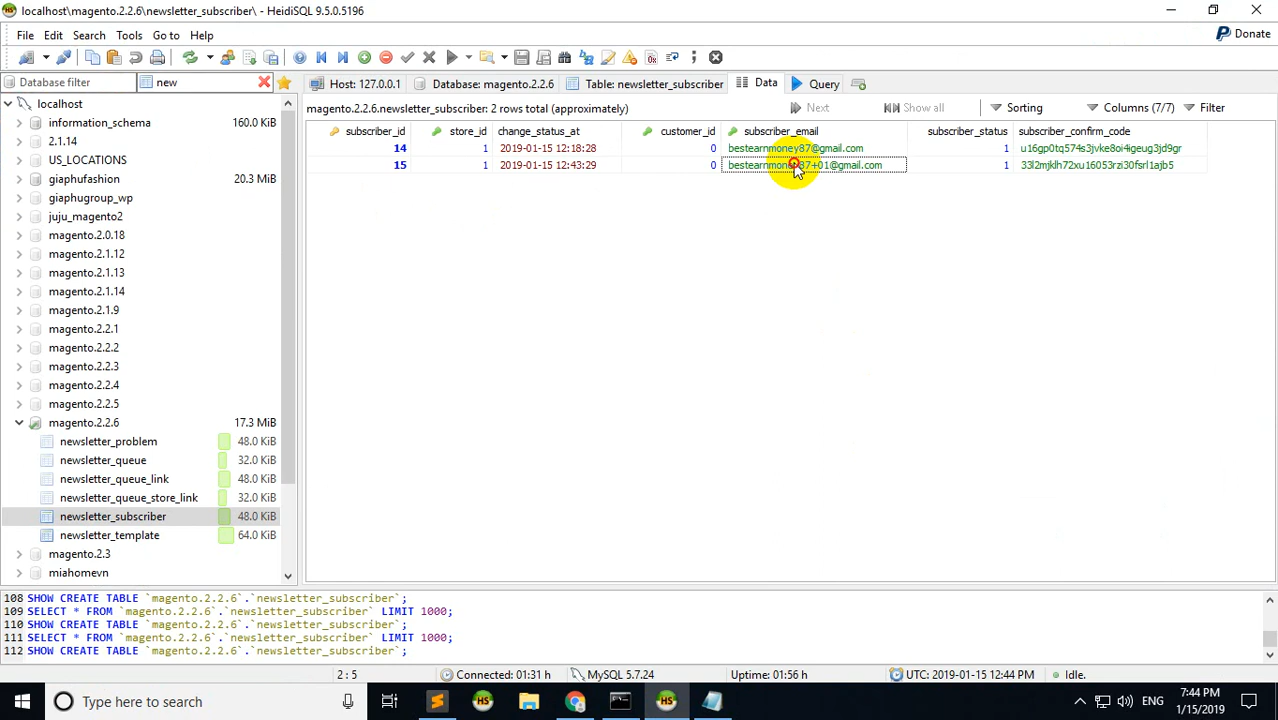 localhost\magento.2.2.6\newsletter_subscriber\ - HeidiSQL 9.5.0.5196
File Edit Search Tools Go to Help
Donate
Database filter
new
Host: 127.0.0.1
Database: magento.2.2.6
Table: newsletter_subscriber
Data
Query
magento.2.2.6.newsletter_subscriber: 2 rows total (approximately)
Next
Show all
Sorting
Columns (7/7)
Filter
subscriber_id store_id change_status_at customer_id subscriber_email subscriber_status subscriber_confirm_code
14 1 2019-01-15 12:18:28 0 bestearnmoney87@gmail.com 1 u16gp0tq574s3jvke8oi4igeug3jd9gr
15 1 2019-01-15 12:43:29 0 bestearnmoney87+01@gmail.com 1 33l2mjklh72xu16053rzi30fsrl1ajb5
localhost
information_schema 160.0 KiB
2.1.14
US_LOCATIONS
giaphufashion 20.3 MiB
giaphugroup_wp
juju_magento2
magento.2.0.18
magento.2.1.12
magento.2.1.13
magento.2.1.14
magento.2.1.9
magento.2.2.1
magento.2.2.2
magento.2.2.3
magento.2.2.4
magento.2.2.5
magento.2.2.6 17.3 MiB
newsletter_problem 48.0 KiB
newsletter_queue 32.0 KiB
newsletter_queue_link 48.0 KiB
newsletter_queue_store_link 32.0 KiB
newsletter_subscriber 48.0 KiB
newsletter_template 64.0 KiB
magento.2.3
miahomevn
108 SHOW CREATE TABLE `magento.2.2.6`.`newsletter_subscriber`;
109 SELECT * FROM `magento.2.2.6`.`newsletter_subscriber` LIMIT 1000;
110 SHOW CREATE TABLE `magento.2.2.6`.`newsletter_subscriber`;
111 SELECT * FROM `magento.2.2.6`.`newsletter_subscriber` LIMIT 1000;
112 SHOW CREATE TABLE `magento.2.2.6`.`newsletter_subscriber`;
2 : 5
Connected: 01:31 h
MySQL 5.7.24
Uptime: 01:56 h
UTC: 2019-01-15 12:44 PM
Idle.
Type here to search
HS
HS
ENG
7:44 PM
1/15/2019